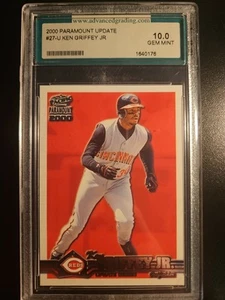 www.advancedgrading.com
2000 PARAMOUNT UPDATE
#27-U KEN GRIFFEY JR
10.0
GEM MINT
1640176
PARAMOUNT
2000
CINCINNATI
KEN
GRIFFEY JR.